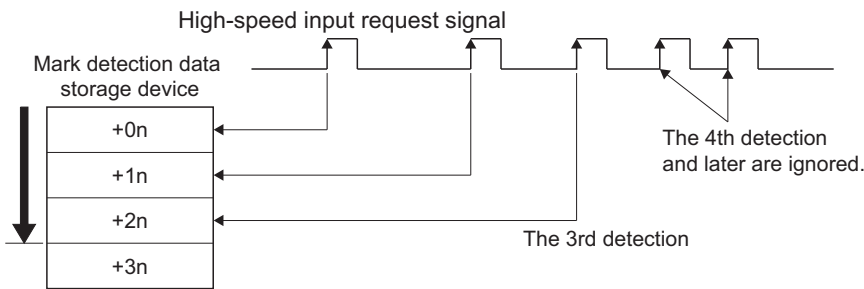 High-speed input request signal
Mark detection data
storage device
+0n
+1n
+2n
+3n
The 4th detection
and later are ignored.
The 3rd detection